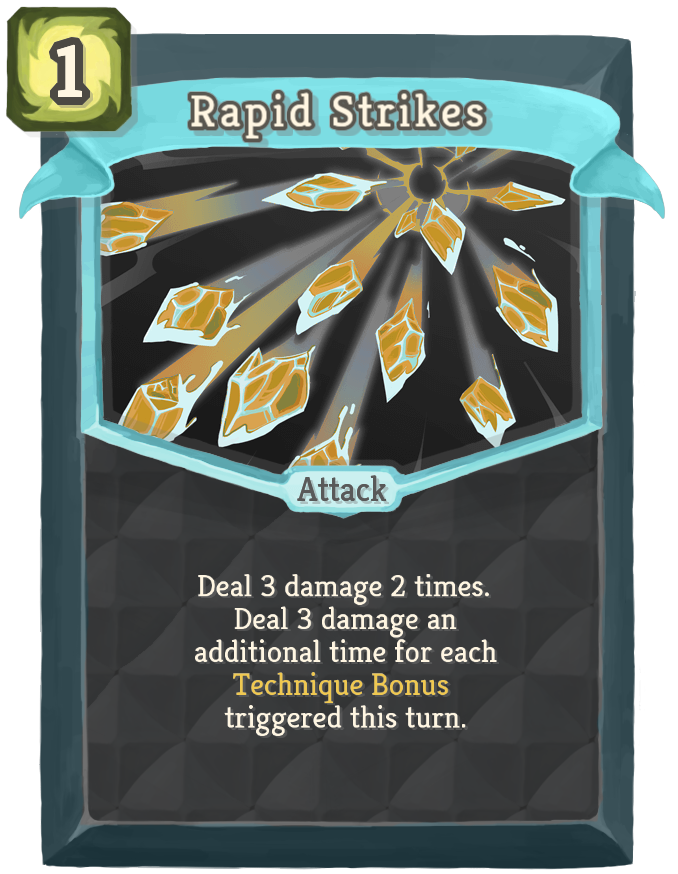 1
Rapid Strikes
Attack
Deal 3 damage 2 times.
Deal 3 damage an
additional time for each
Technique Bonus
triggered this turn.